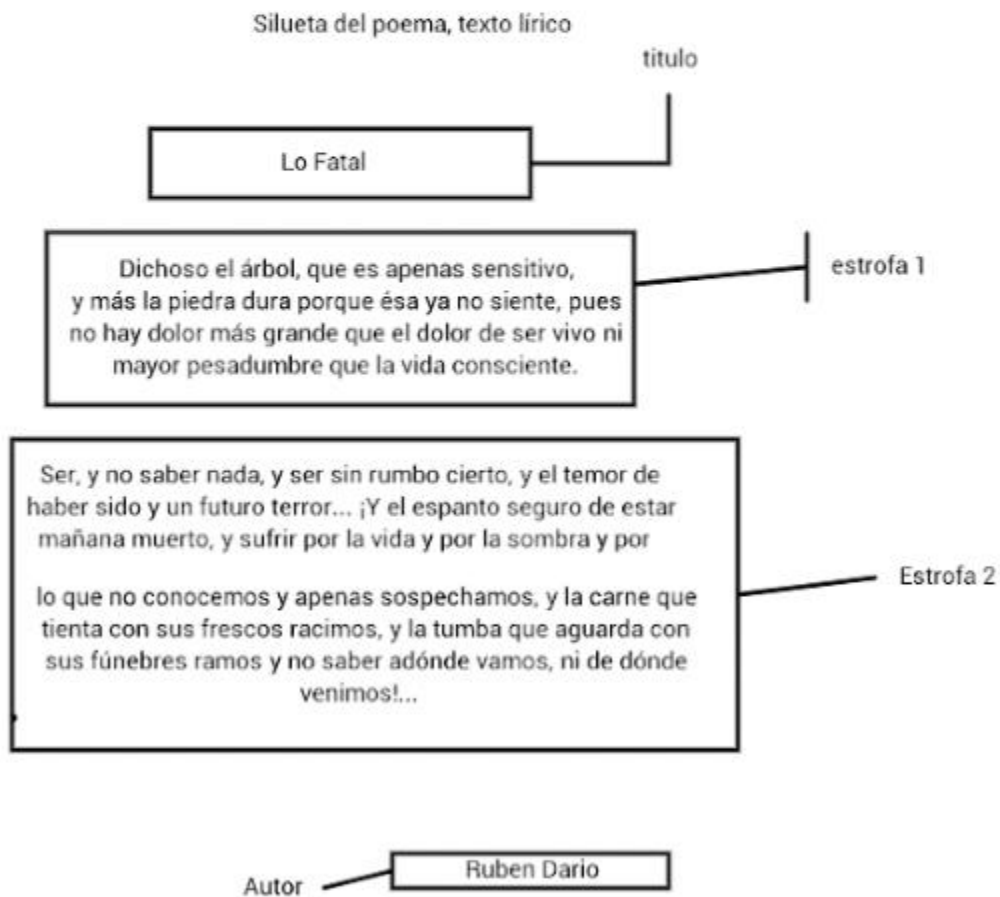 Silueta del poema, texto lírico
titulo
Lo Fatal
Dichoso el árbol, que es apenas sensitivo,
y más la piedra dura porque ésa ya no siente, pues
no hay dolor más grande que el dolor de ser vivo ni
mayor pesadumbre que la vida consciente.
estrofa 1
Ser, y no saber nada, y ser sin rumbo cierto, y el temor de
haber sido y un futuro terror... ¡Y el espanto seguro de estar
mañana muerto, y sufrir por la vida y por la sombra y por
lo que no conocemos y apenas sospechamos, y la carne que
tienta con sus frescos racimos, y la tumba que aguarda con
sus fúnebres ramos y no saber adónde vamos, ni de dónde
venimos!...
Estrofa 2
Ruben Dario
Autor